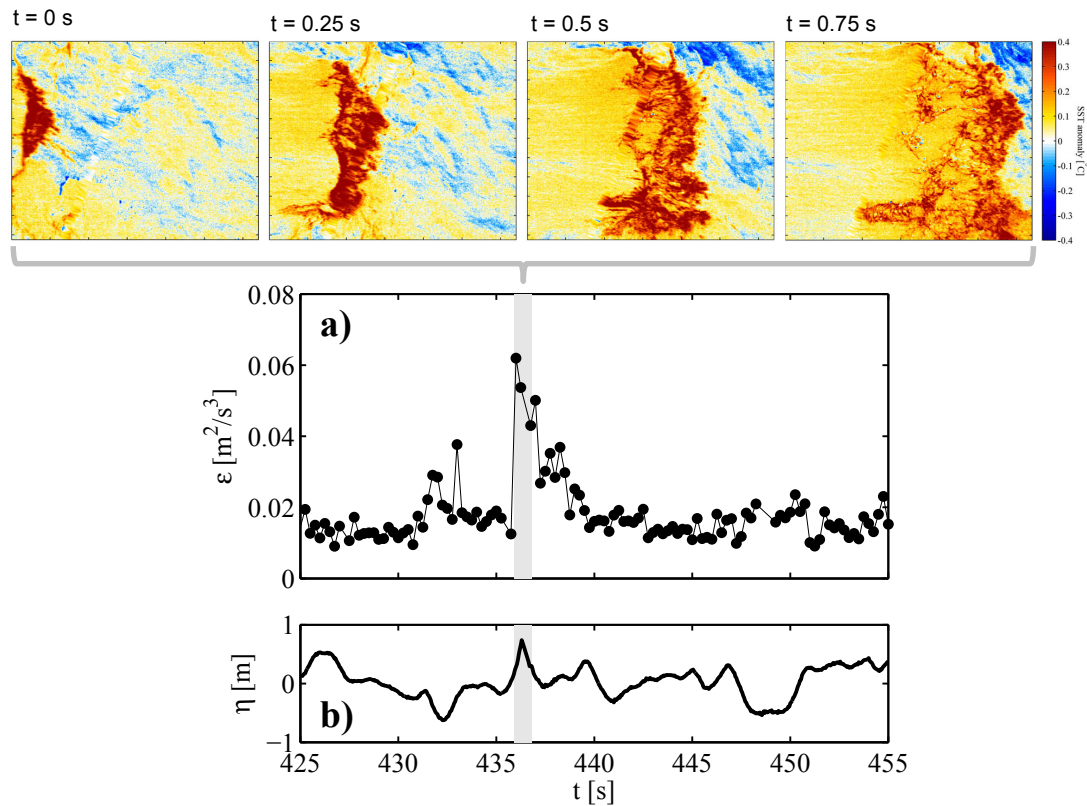 t = 0 s
t = 0.25 s
t = 0.5 s
t = 0.75 s
0.4
0.3
0.2
0.1
0
-0.1
-0.2
-0.3
-0.4
SST anomaly [°C]
a)
0.08
0.06
0.04
0.02
0
ε [m²/s³]
b)
1
0
−1
η [m]
425
430
435
440
445
450
455
t [s]